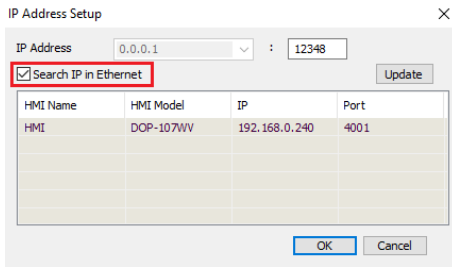 IP Address Setup
IP Address 0.0.0.1 : 12348
Search IP in Ethernet Update
HMI Name HMI Model IP Port
HMI DOP-107WV 192.168.0.240 4001
OK Cancel